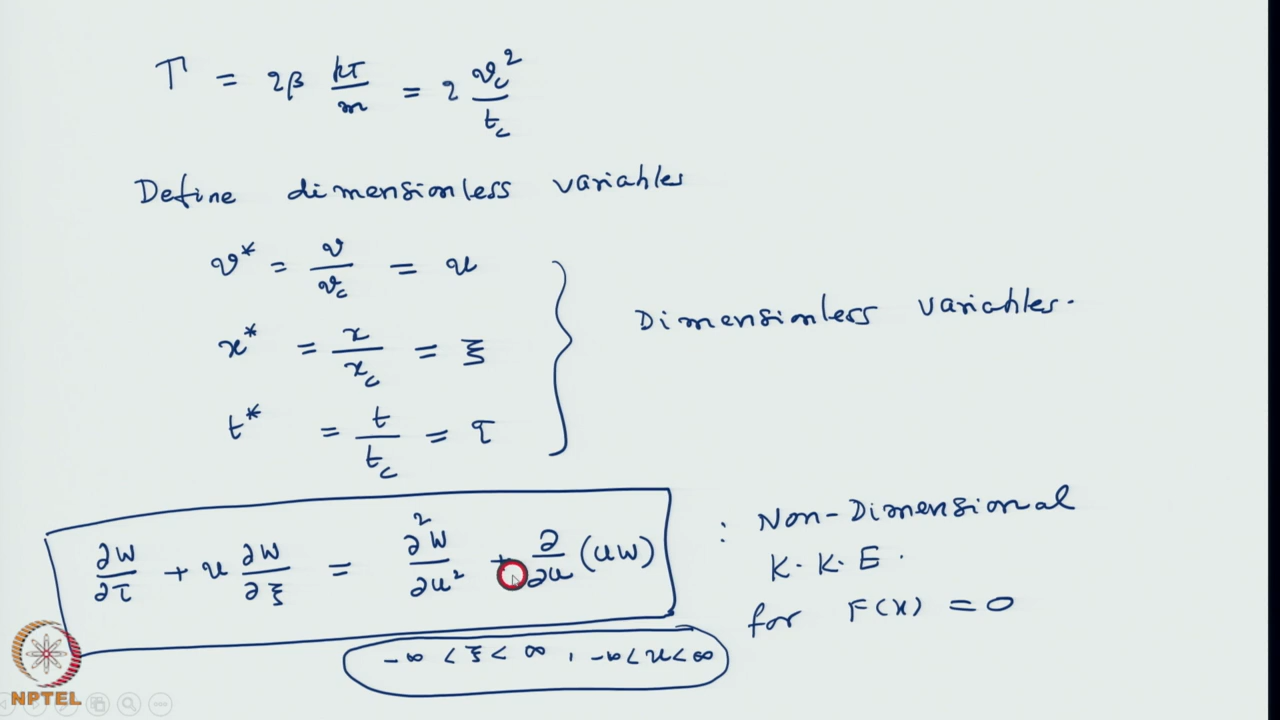 Γ = 2β kT/m = 2 v_c²/t_c
Define dimensionless variables
v* = v/v_c = u
x* = x/x_c = ξ
Dimensionless variables.
t* = t/t_c = τ
∂W/∂τ + u ∂W/∂ξ = ∂²W/∂u² + ∂/∂u (uW)
: Non-Dimensional
K.K.E.
for F(x) = 0
-∞ < ξ < ∞, -∞ < u < ∞
NPTEL